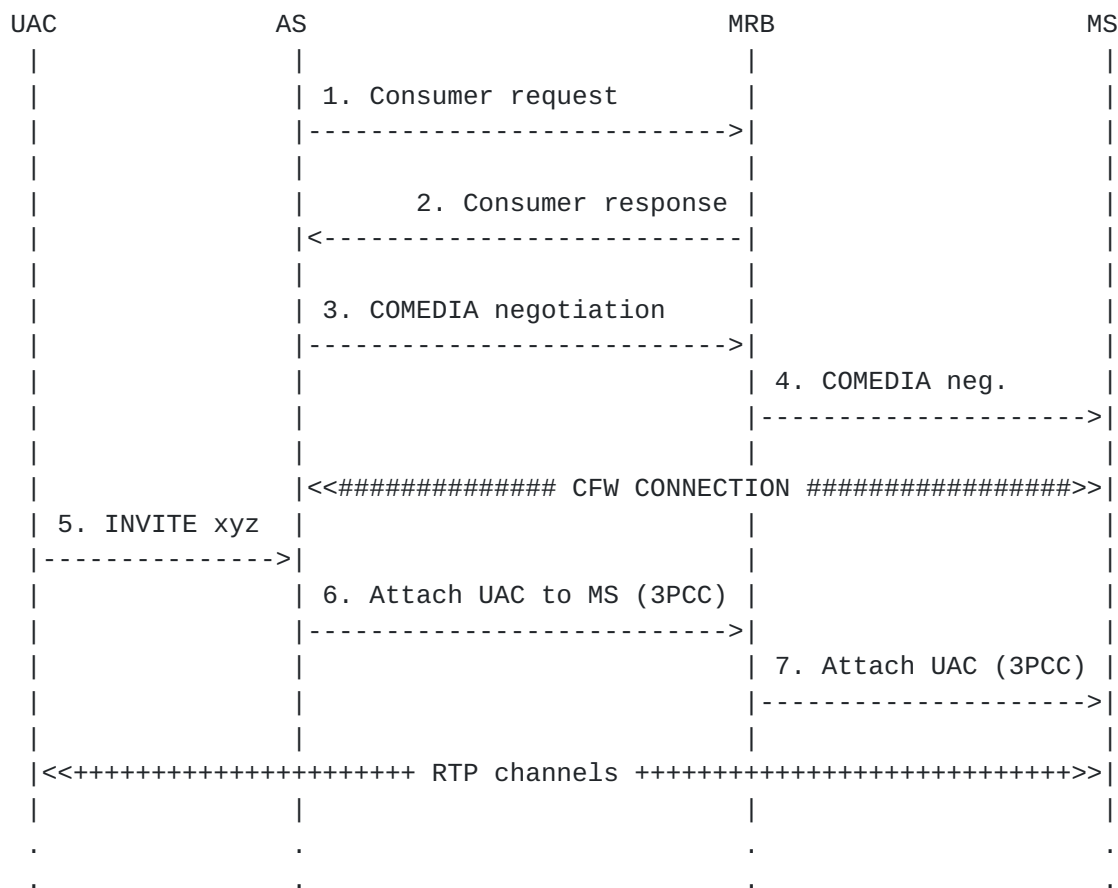 UAC AS MRB MS
1. Consumer request
2. Consumer response
3. COMEDIA negotiation
4. COMEDIA neg.
<<############## CFW CONNECTION #################>>
5. INVITE xyz
6. Attach UAC to MS (3PCC)
7. Attach UAC (3PCC)
<<++++++++++++++++++++++ RTP channels ++++++++++++++++++++++++++++>>